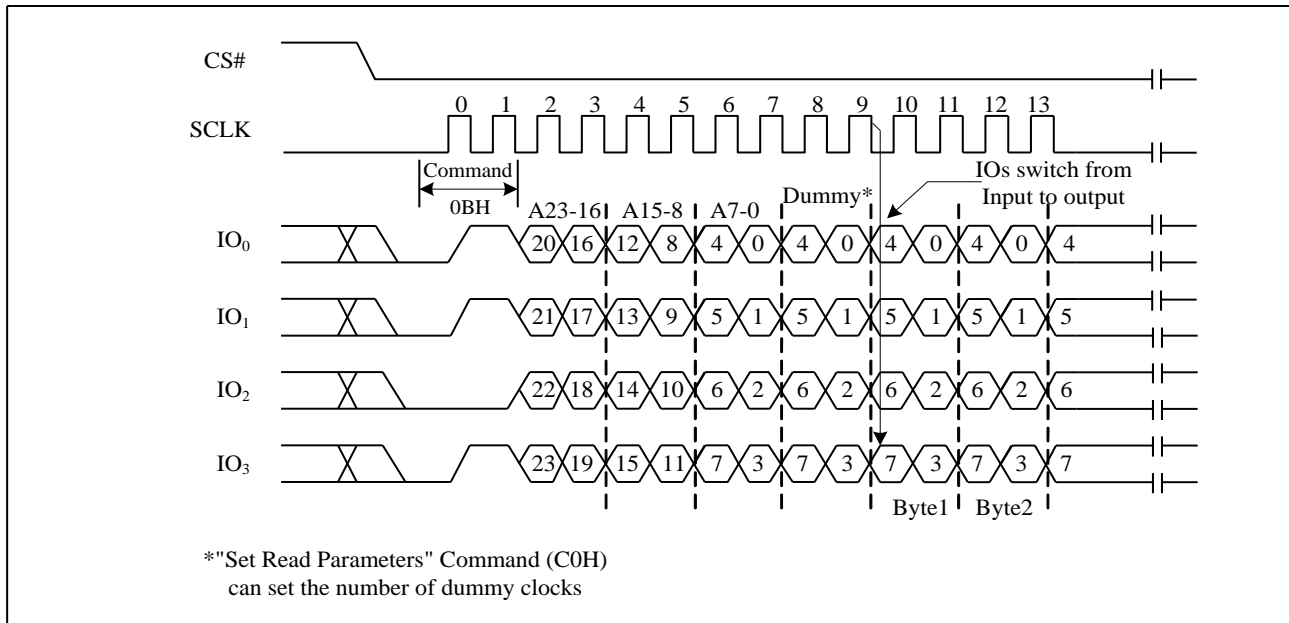 CS#
0 1 2 3 4 5 6 7 8 9 10 11 12 13
SCLK
Command
IOs switch from
Input to output
0BH
Dummy*
A23-16 A15-8 A7-0
IO0 20 16 12 8 4 0 4 0 4 0 4 0 4
IO1 21 17 13 9 5 1 5 1 5 1 5 1 5
IO2 22 18 14 10 6 2 6 2 6 2 6 2 6
IO3 23 19 15 11 7 3 7 3 7 3 7 3 7
Byte1 Byte2
*"Set Read Parameters" Command (C0H)
can set the number of dummy clocks